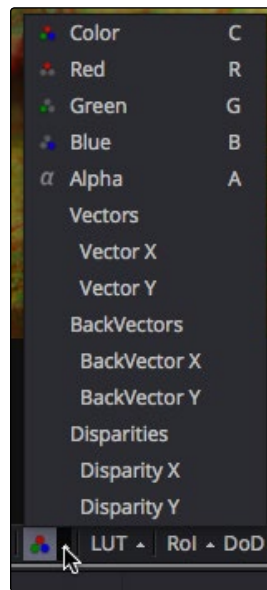 Color C
Red R
Green G
Blue B
α Alpha A
Vectors
Vector X
Vector Y
BackVectors
BackVector X
BackVector Y
Disparities
Disparity X
Disparity Y
LUT RoI DoD